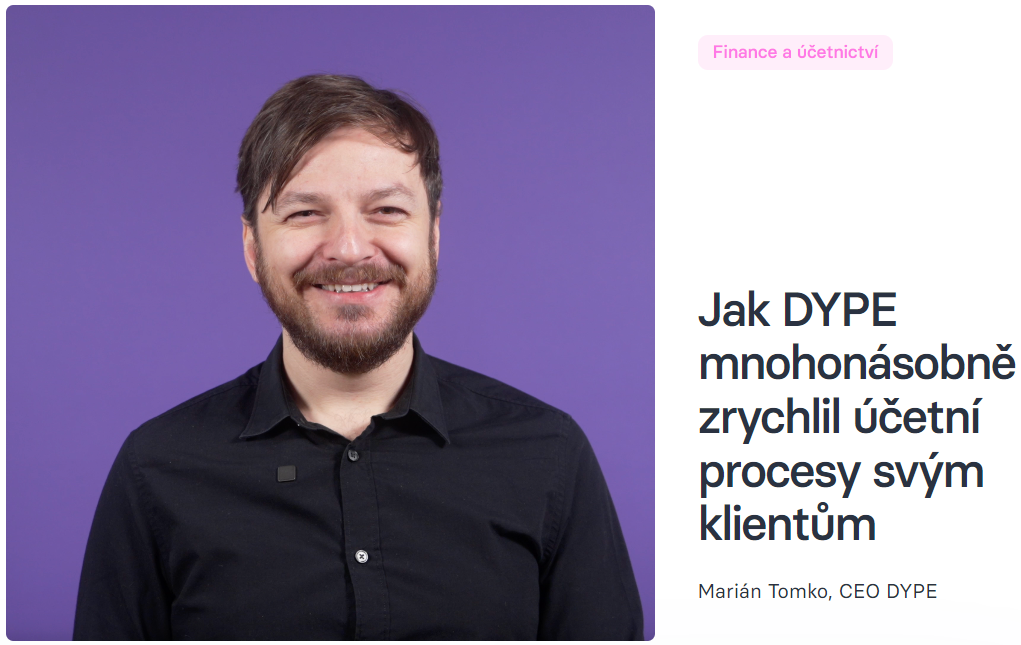 Finance a účetnictví
Jak DYPE
mnohonásobně
zrychlil účetní
procesy svým
klientům
Marián Tomko, CEO DYPE